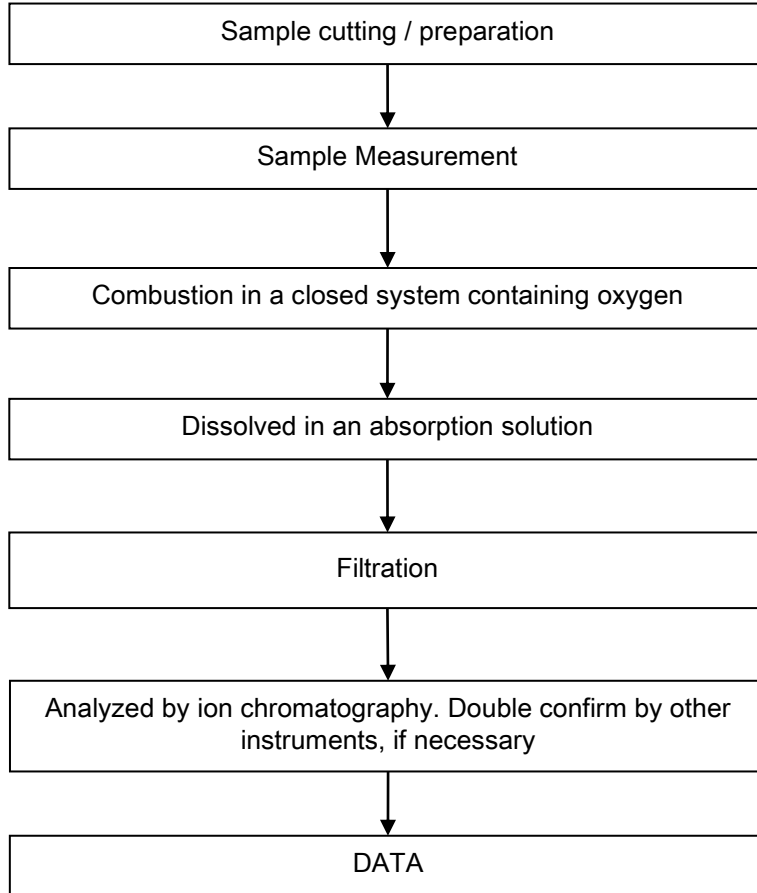 Sample cutting / preparation
Sample Measurement
Combustion in a closed system containing oxygen
Dissolved in an absorption solution
Filtration
Analyzed by ion chromatography. Double confirm by other
instruments, if necessary
DATA